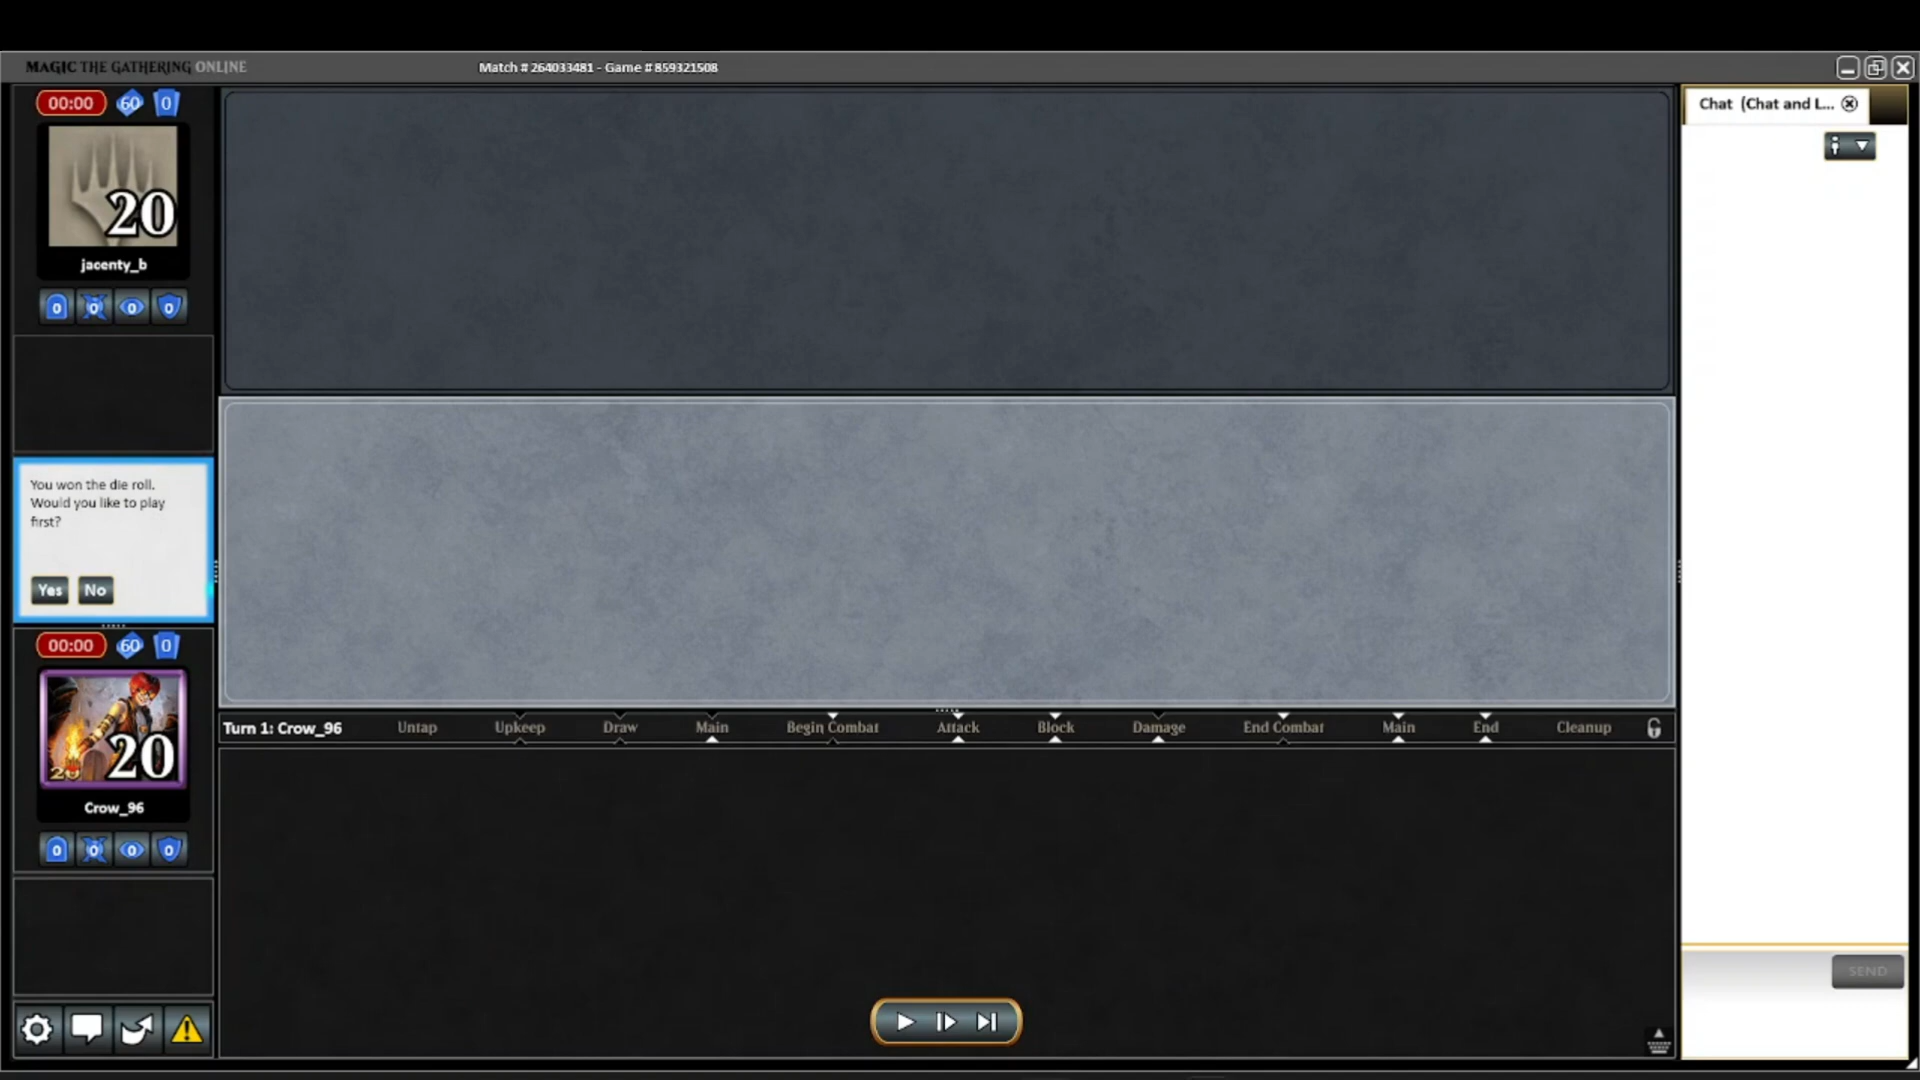 MAGIC THE GATHERING ONLINE
Match # 264033481 - Game # 859321508
00:00 60 0
20
jacenty_b
0 0 0 0
You won the die roll.
Would you like to play
first?
Yes No
00:00 60 0
20 20
Crow_96
0 0 0 0
Turn 1: Crow_96 Untap Upkeep Draw Main Begin Combat Attack Block Damage End Combat Main End Cleanup
Chat (Chat and L...
SEND